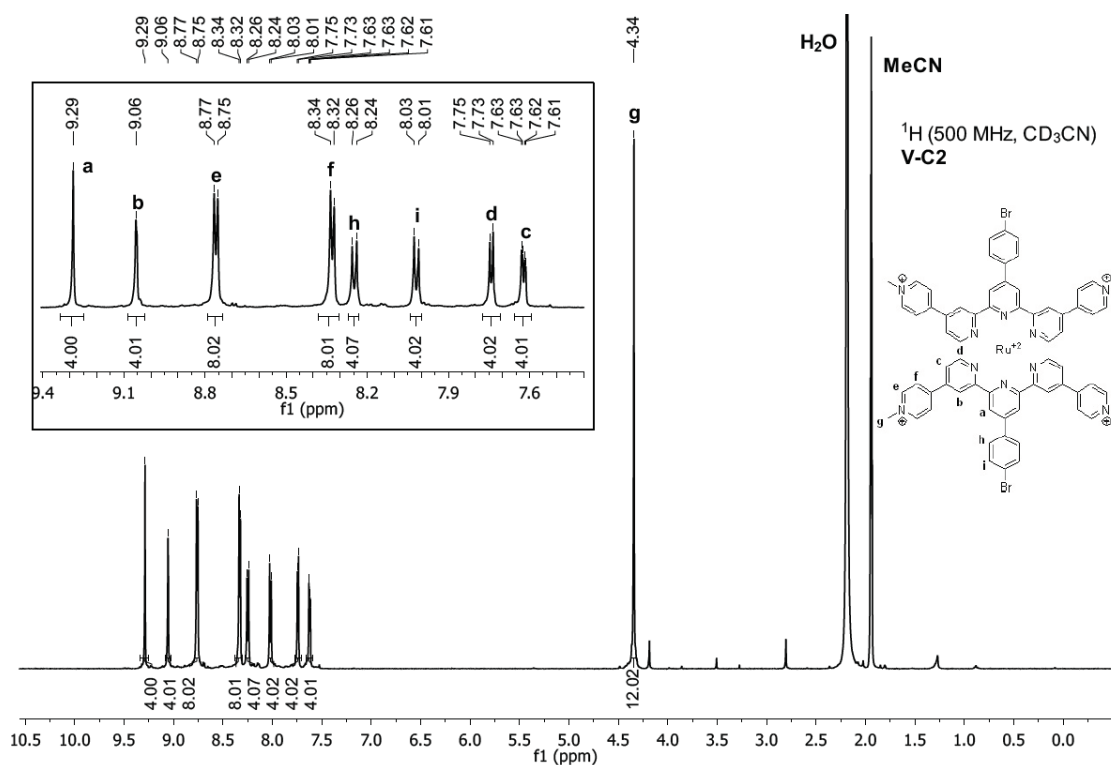 9.29 9.06 8.77 8.75 8.34 8.32 8.26 8.24 8.03 8.01 7.75 7.73 7.63 7.63 7.62 7.61
4.34
H2O
MeCN
1H (500 MHz, CD3CN)
V-C2
9.29 9.06 8.77 8.75 8.34 8.32 8.26 8.24 8.03 8.01 7.75 7.73 7.63 7.63 7.62 7.61
a b e f h i d c
4.00 4.01 8.02 8.01 4.07 4.02 4.02 4.01
9.4 9.1 8.8 8.5 8.2 7.9 7.6
f1 (ppm)
g
Br
N+ N+
N N N
d
Ru+2
c
N N N
f
e b
a
g N+ N+
h
i
Br
4.00 4.01 8.02 8.01 4.07 4.02 4.02 4.01
12.02
10.5 10.0 9.5 9.0 8.5 8.0 7.5 7.0 6.5 6.0 5.5 5.0 4.5 4.0 3.5 3.0 2.5 2.0 1.5 1.0 0.5 0.0
f1 (ppm)